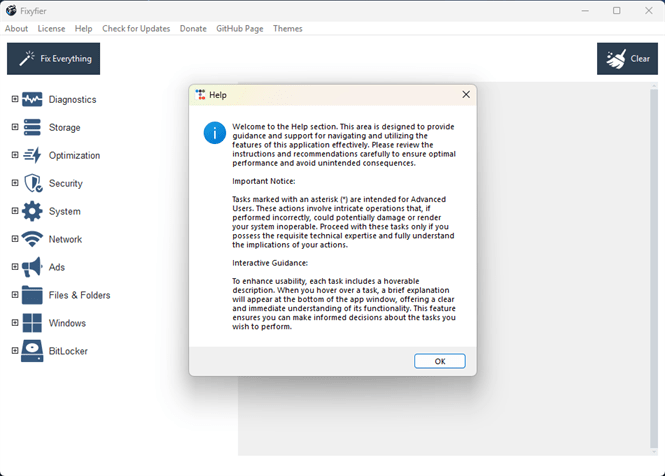 Fixyfier
About License Help Check for Updates Donate GitHub Page Themes
Fix Everything
Clear
Diagnostics
Storage
Optimization
Security
System
Network
Ads
Files & Folders
Windows
BitLocker
Help
Welcome to the Help section. This area is designed to provide
guidance and support for navigating and utilizing the
features of this application effectively. Please review the
instructions and recommendations carefully to ensure optimal
performance and avoid unintended consequences.
Important Notice:
Tasks marked with an asterisk (*) are intended for Advanced
Users. These actions involve intricate operations that, if
performed incorrectly, could potentially damage or render
your system inoperable. Proceed with these tasks only if you
possess the requisite technical expertise and fully understand
the implications of your actions.
Interactive Guidance:
To enhance usability, each task includes a hoverable
description. When you hover over a task, a brief explanation
will appear at the bottom of the app window, offering a clear
and immediate understanding of its functionality. This feature
ensures you can make informed decisions about the tasks you
wish to perform.
OK